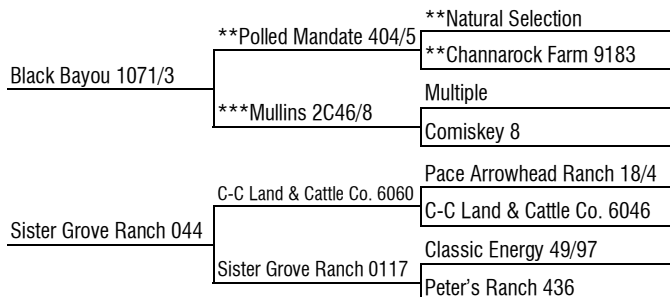 **Natural Selection
**Polled Mandate 404/5
**Channarock Farm 9183
Black Bayou 1071/3
Multiple
***Mullins 2C46/8
Comiskey 8
Pace Arrowhead Ranch 18/4
C-C Land & Cattle Co. 6060
C-C Land & Cattle Co. 6046
Sister Grove Ranch 044
Classic Energy 49/97
Sister Grove Ranch 0117
Peter's Ranch 436